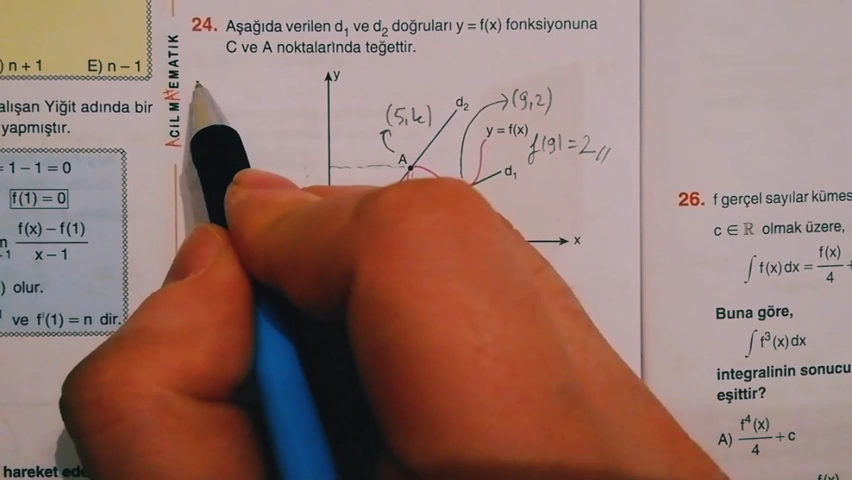 ) n + 1 E) n – 1
alışan Yiğit adında bir
yapmıştır.
= 1 – 1 = 0
f(1) = 0
f(x) – f(1)
x – 1
) olur.
ve f'(1) = n dir.
hareket ede
ACIL MATEMATIK
24. Aşağıda verilen d₁ ve d₂ doğruları y = f(x) fonksiyonuna
C ve A noktalarında teğettir.
y
(5,k)
d₂
(9,2)
y = f(x)
f(9) = 2
A
d₁
x
26. f gerçel sayılar kümes
c ∈ ℝ olmak üzere,
∫ f(x) dx = f(x)/4 +
Buna göre,
∫ f³(x) dx
integralinin sonucu
eşittir?
A) f⁴(x)/4 + c